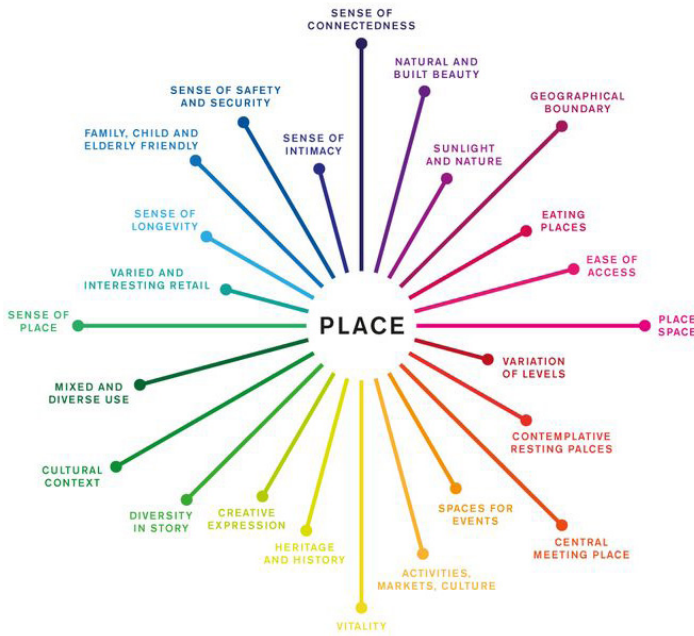 SENSE OF
CONNECTEDNESS
NATURAL AND
BUILT BEAUTY
GEOGRAPHICAL
BOUNDARY
SUNLIGHT
AND NATURE
EATING
PLACES
EASE OF
ACCESS
PLACE
SPACE
VARIATION
OF LEVELS
CONTEMPLATIVE
RESTING PALCES
CENTRAL
MEETING PLACE
SPACES FOR
EVENTS
ACTIVITIES,
MARKETS, CULTURE
VITALITY
HERITAGE
AND HISTORY
CREATIVE
EXPRESSION
DIVERSITY
IN STORY
CULTURAL
CONTEXT
MIXED AND
DIVERSE USE
SENSE OF
PLACE
VARIED AND
INTERESTING RETAIL
SENSE OF
LONGEVITY
FAMILY, CHILD AND
ELDERLY FRIENDLY
SENSE OF SAFETY
AND SECURITY
SENSE OF
INTIMACY
PLACE